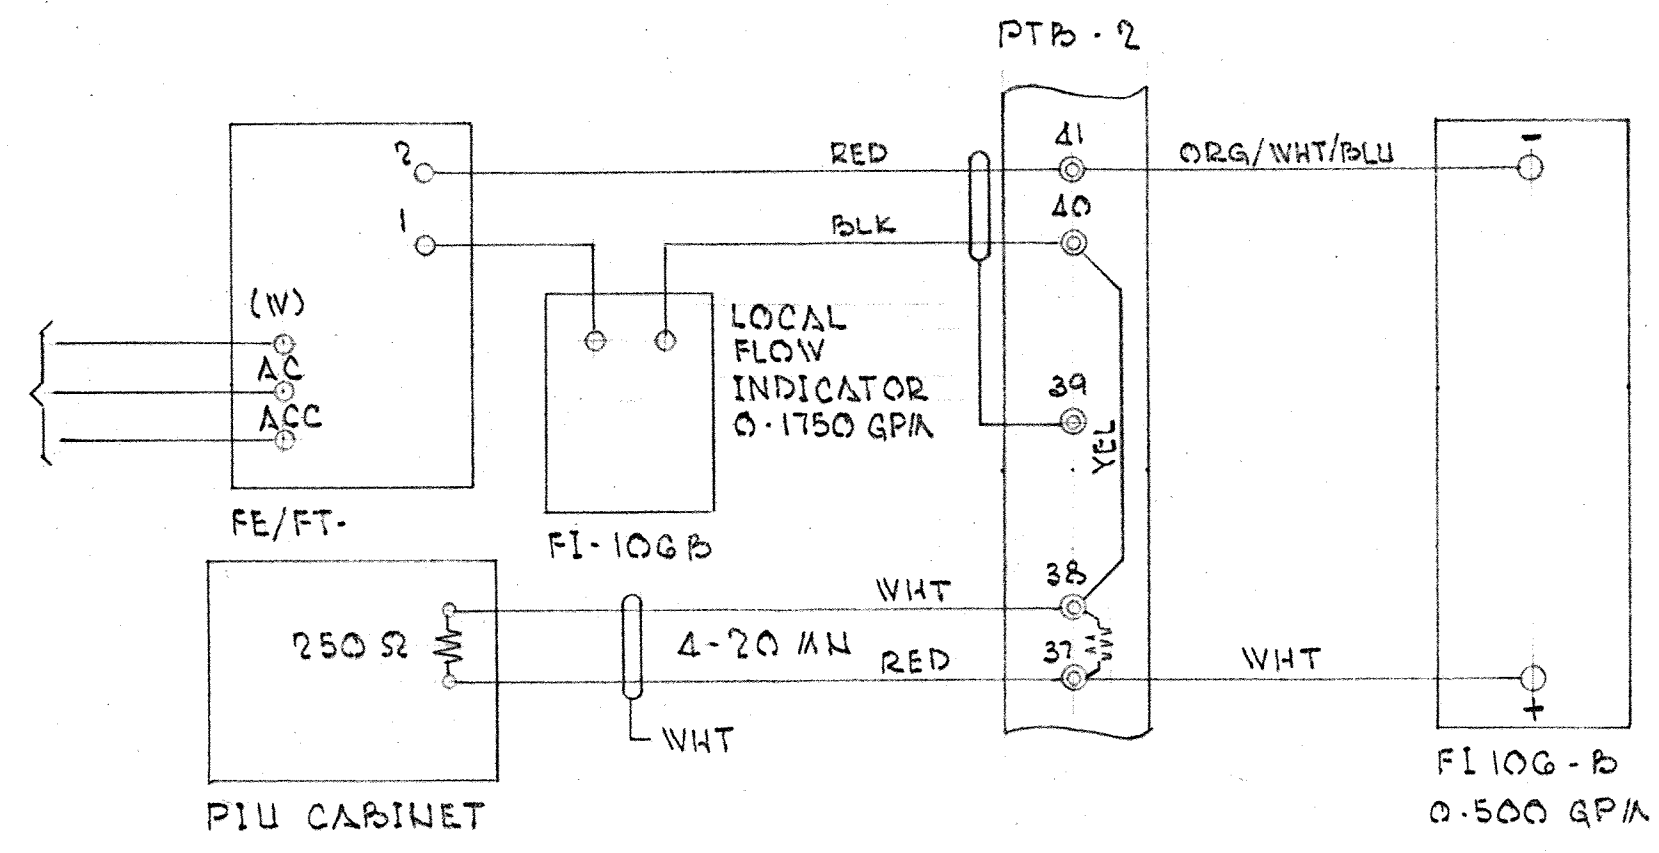 PTB - 2
41
RED
ORG/WHT/BLU
-
2
40
1
BLK
(W)
LOCAL
FLOW
INDICATOR
0.1750 GPM
AC
39
ACC
YEL
FE/FT-
FI-106B
38
WHT
250 Ω
4-20 MA
37
RED
WHT
+
WHT
FI 106-B
PIU CABINET
0.500 GPM